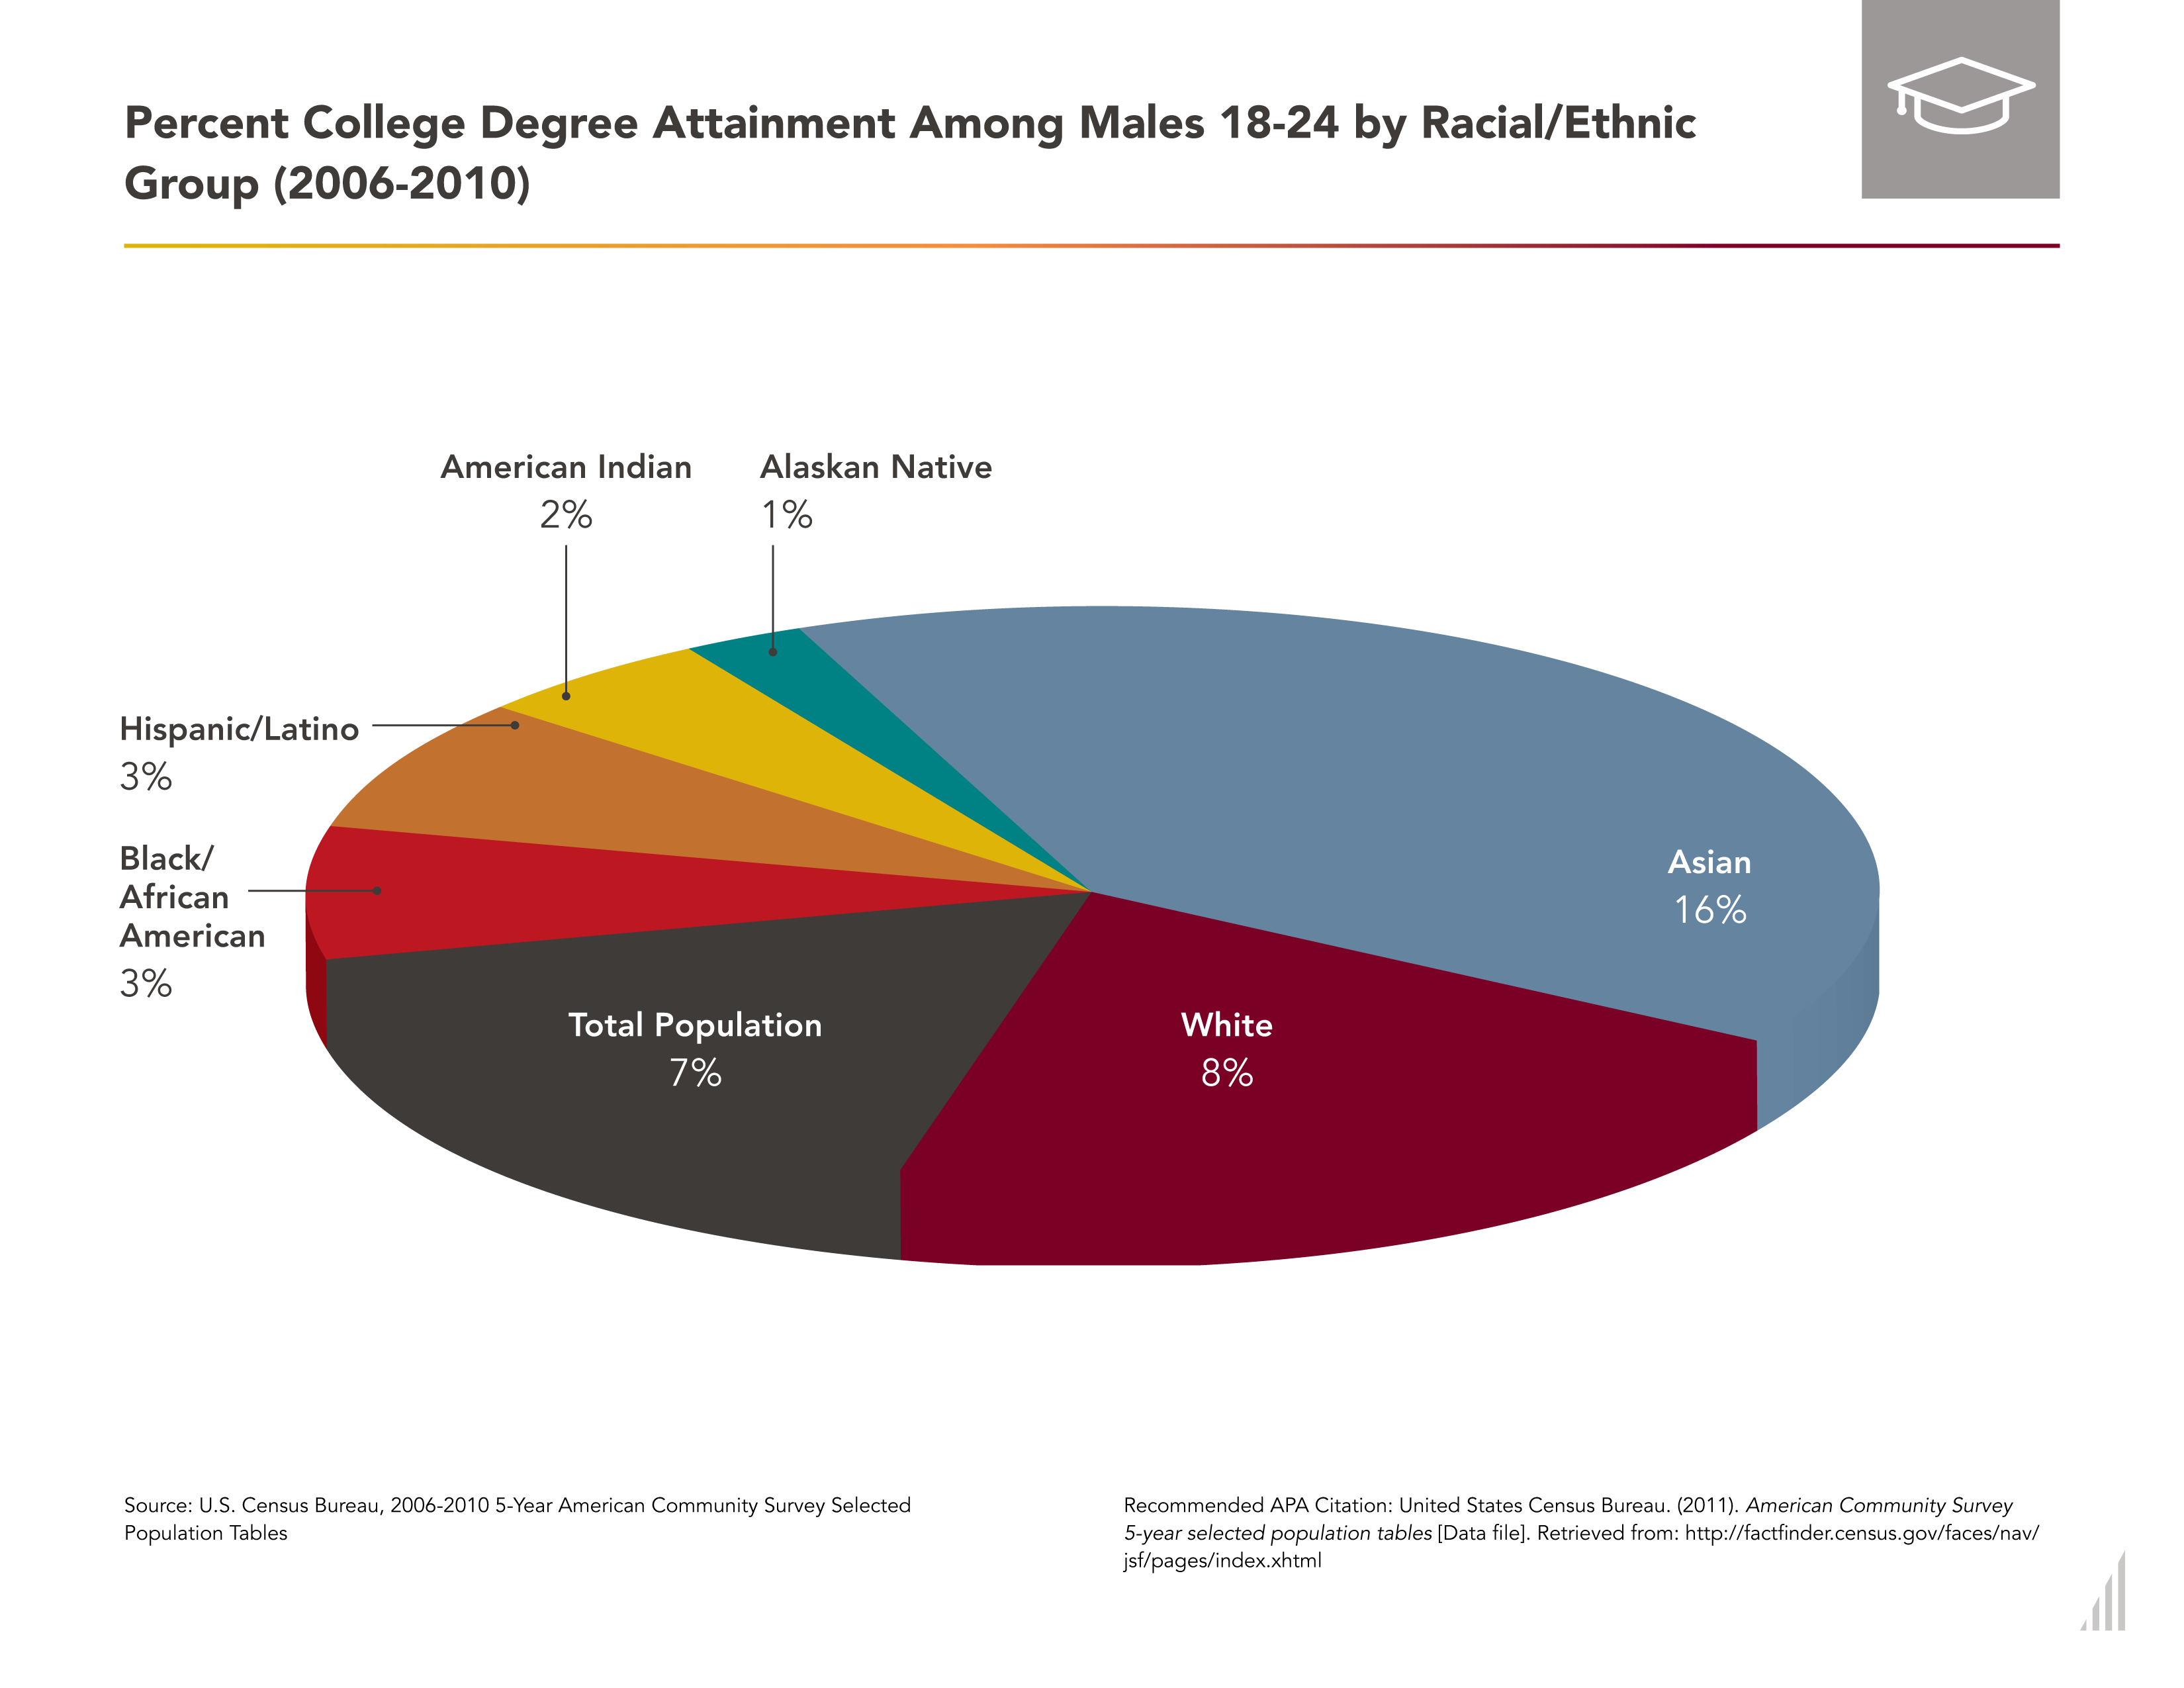 Percent College Degree Attainment Among Males 18-24 by Racial/Ethnic
Group (2006-2010)
American Indian
2%
Alaskan Native
1%
Hispanic/Latino
3%
Black/
African
American
3%
Asian
16%
Total Population
7%
White
8%
Source: U.S. Census Bureau, 2006-2010 5-Year American Community Survey Selected
Population Tables
Recommended APA Citation: United States Census Bureau. (2011). American Community Survey
5-year selected population tables [Data file]. Retrieved from: http://factfinder.census.gov/faces/nav/
jsf/pages/index.xhtml